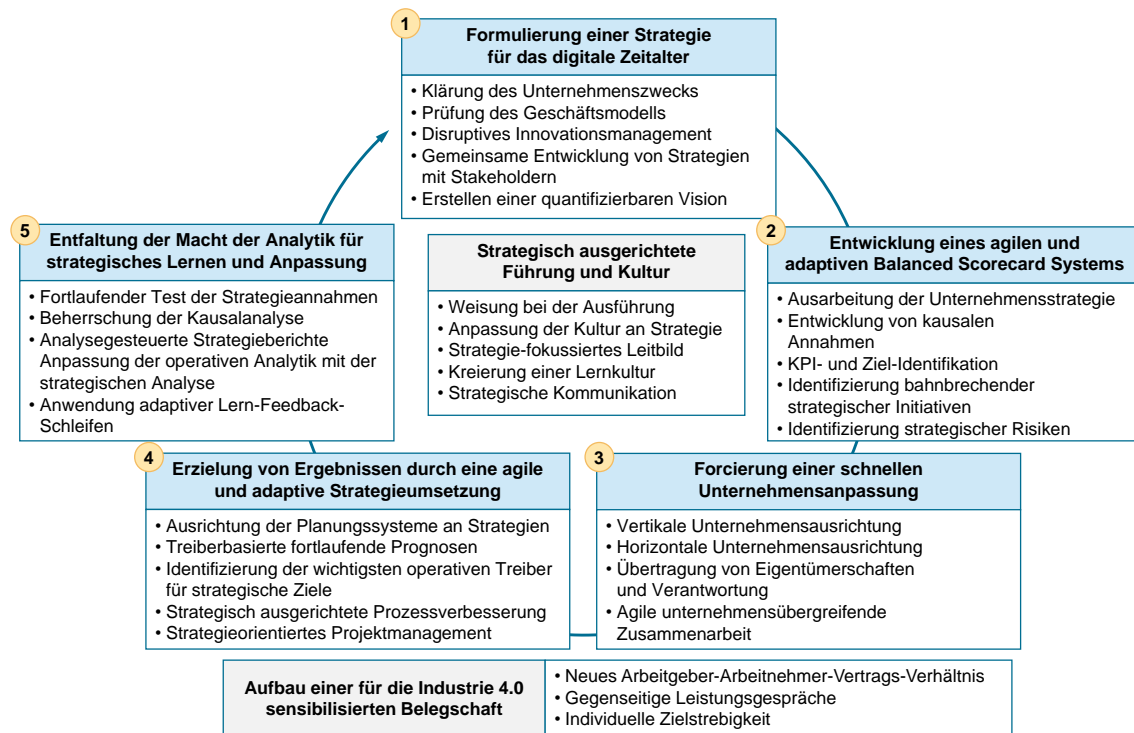 1
Formulierung einer Strategie
für das digitale Zeitalter
• Klärung des Unternehmenszwecks
• Prüfung des Geschäftsmodells
• Disruptives Innovationsmanagement
• Gemeinsame Entwicklung von Strategien
mit Stakeholdern
• Erstellen einer quantifizierbaren Vision
2
Entwicklung eines agilen und
adaptiven Balanced Scorecard Systems
• Ausarbeitung der Unternehmensstrategie
• Entwicklung von kausalen
Annahmen
• KPI- und Ziel-Identifikation
• Identifizierung bahnbrechender
strategischer Initiativen
• Identifizierung strategischer Risiken
3
Forcierung einer schnellen
Unternehmensanpassung
• Vertikale Unternehmensausrichtung
• Horizontale Unternehmensausrichtung
• Übertragung von Eigentümerschaften
und Verantwortung
• Agile unternehmensübergreifende
Zusammenarbeit
4
Erzielung von Ergebnissen durch eine agile
und adaptive Strategieumsetzung
• Ausrichtung der Planungssysteme an Strategien
• Treiberbasierte fortlaufende Prognosen
• Identifizierung der wichtigsten operativen Treiber
für strategische Ziele
• Strategisch ausgerichtete Prozessverbesserung
• Strategieorientiertes Projektmanagement
5
Entfaltung der Macht der Analytik für
strategisches Lernen und Anpassung
• Fortlaufender Test der Strategieannahmen
• Beherrschung der Kausalanalyse
• Analysegesteuerte Strategieberichte
Anpassung der operativen Analytik mit der
strategischen Analyse
• Anwendung adaptiver Lern-Feedback-
Schleifen
Strategisch ausgerichtete
Führung und Kultur
• Weisung bei der Ausführung
• Anpassung der Kultur an Strategie
• Strategie-fokussiertes Leitbild
• Kreierung einer Lernkultur
• Strategische Kommunikation
Aufbau einer für die Industrie 4.0
sensibilisierten Belegschaft
• Neues Arbeitgeber-Arbeitnehmer-Vertrags-Verhältnis
• Gegenseitige Leistungsgespräche
• Individuelle Zielstrebigkeit